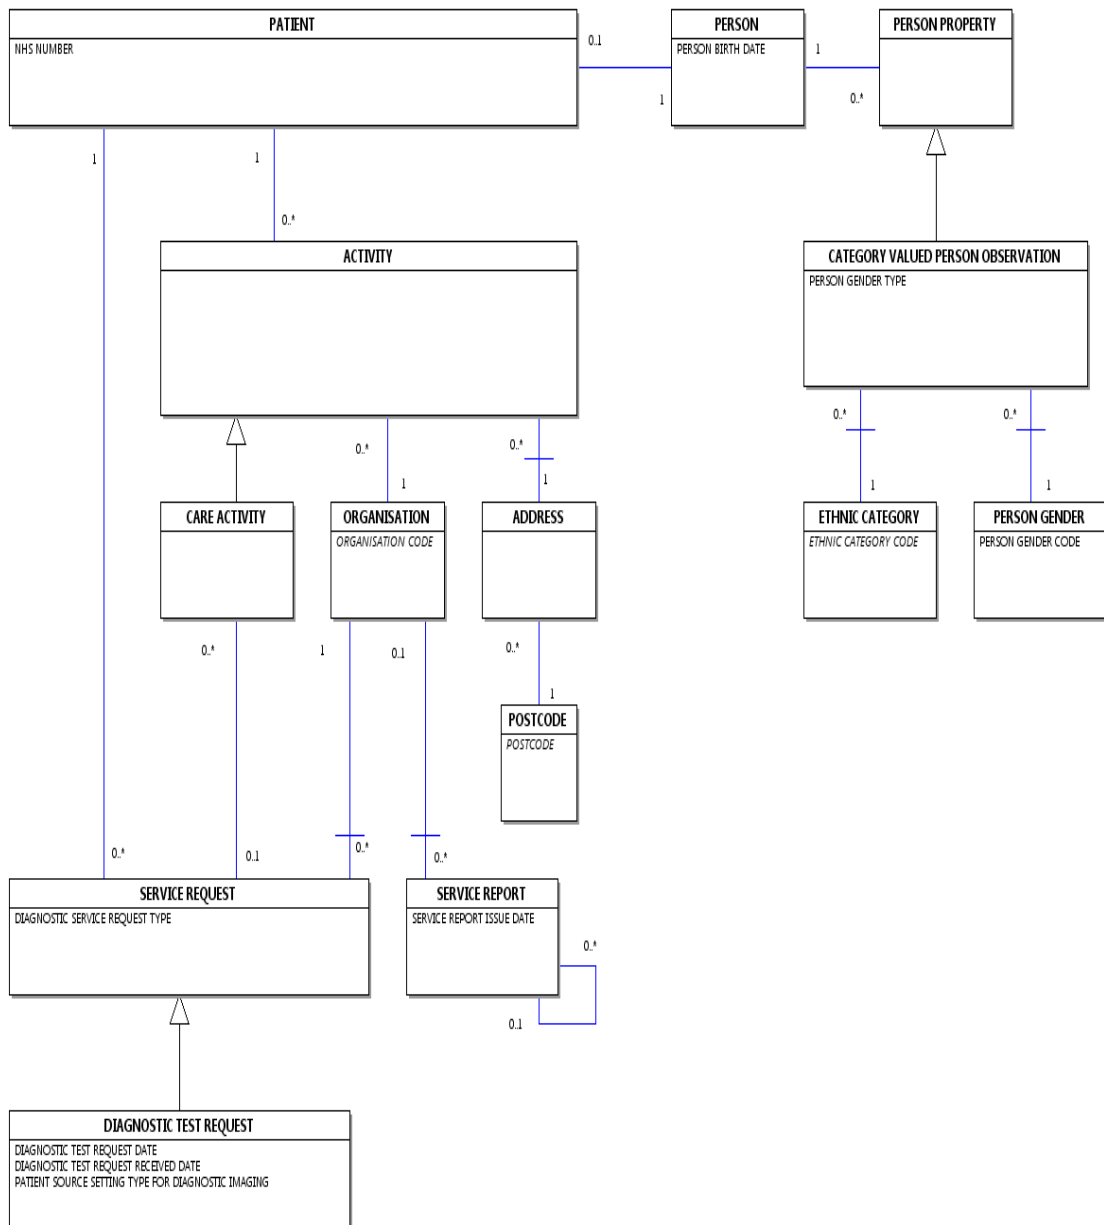 PATIENT
NHS NUMBER
PERSON
PERSON BIRTH DATE
PERSON PROPERTY
0..1
1
1
0..*
1
1
0..*
ACTIVITY
CATEGORY VALUED PERSON OBSERVATION
PERSON GENDER TYPE
0..*
1
0..*
1
0..*
1
0..*
1
CARE ACTIVITY
ORGANISATION
ORGANISATION CODE
ADDRESS
ETHNIC CATEGORY
ETHNIC CATEGORY CODE
PERSON GENDER
PERSON GENDER CODE
0..*
1
0..1
0..*
1
POSTCODE
POSTCODE
0..*
0..1
0..*
0..*
SERVICE REQUEST
DIAGNOSTIC SERVICE REQUEST TYPE
SERVICE REPORT
SERVICE REPORT ISSUE DATE
0..*
0..1
DIAGNOSTIC TEST REQUEST
DIAGNOSTIC TEST REQUEST DATE
DIAGNOSTIC TEST REQUEST RECEIVED DATE
PATIENT SOURCE SETTING TYPE FOR DIAGNOSTIC IMAGING